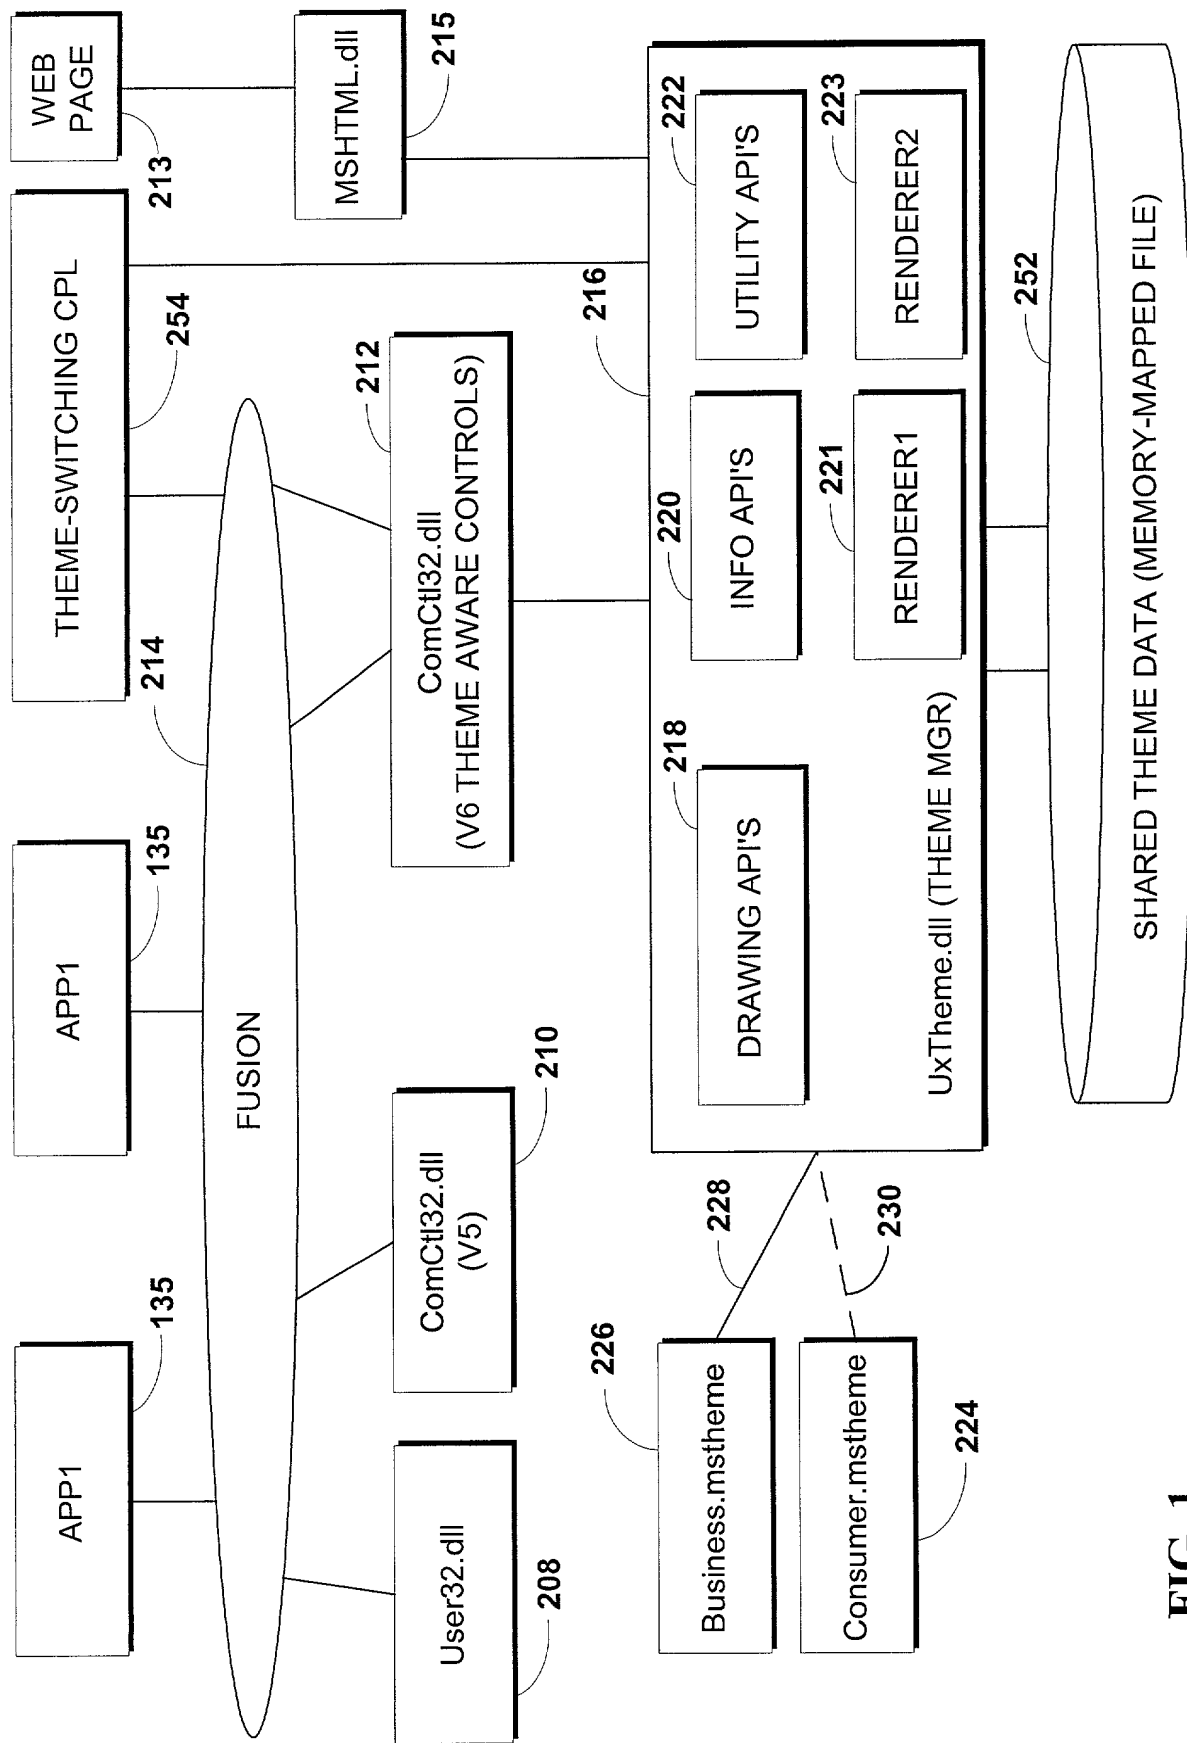 APP1
135
APP1
135
THEME-SWITCHING CPL
254
WEB
PAGE
213
FUSION
214
User32.dll
208
ComCtl32.dll
(V5)
210
ComCtl32.dll
(V6 THEME AWARE CONTROLS)
212
MSHTML.dll
215
216
Business.mstheme
226
228
Consumer.mstheme
224
230
DRAWING API'S
218
INFO API'S
220
UTILITY API'S
222
RENDERER1
221
RENDERER2
223
UxTheme.dll (THEME MGR)
252
SHARED THEME DATA (MEMORY-MAPPED FILE)
FIG. 1